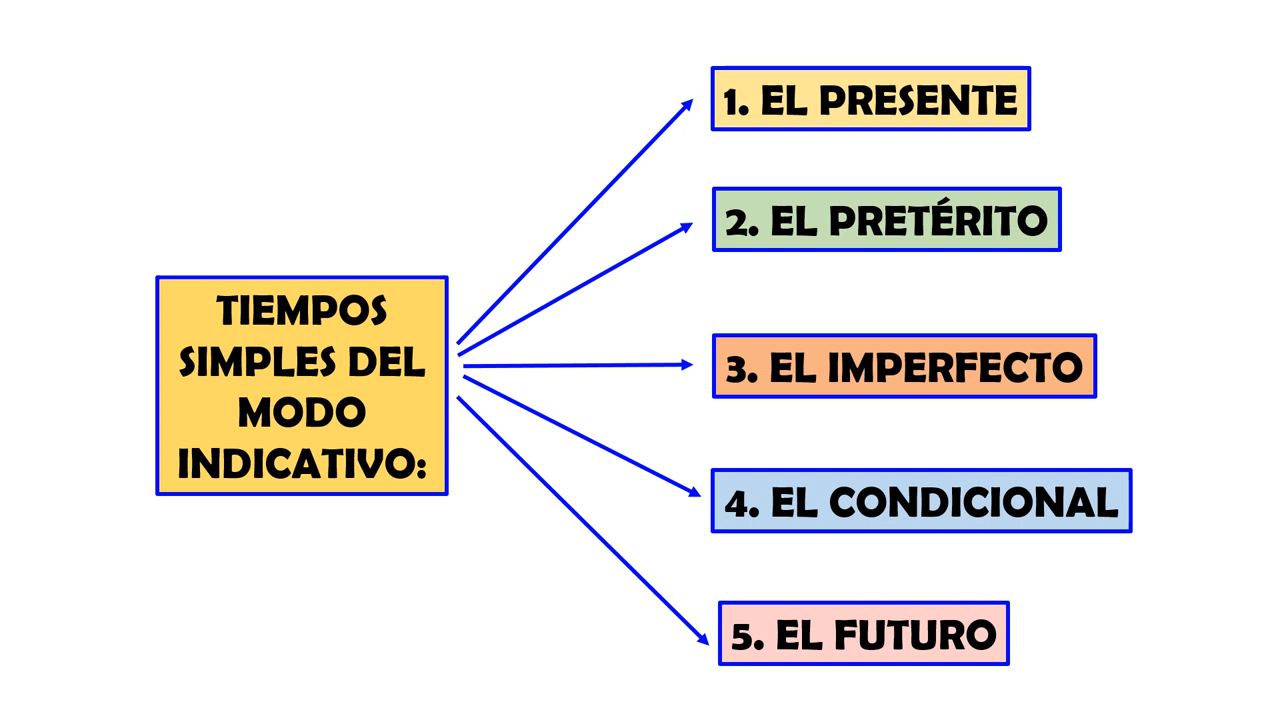 TIEMPOS
SIMPLES DEL
MODO
INDICATIVO:
1. EL PRESENTE
2. EL PRETÉRITO
3. EL IMPERFECTO
4. EL CONDICIONAL
5. EL FUTURO